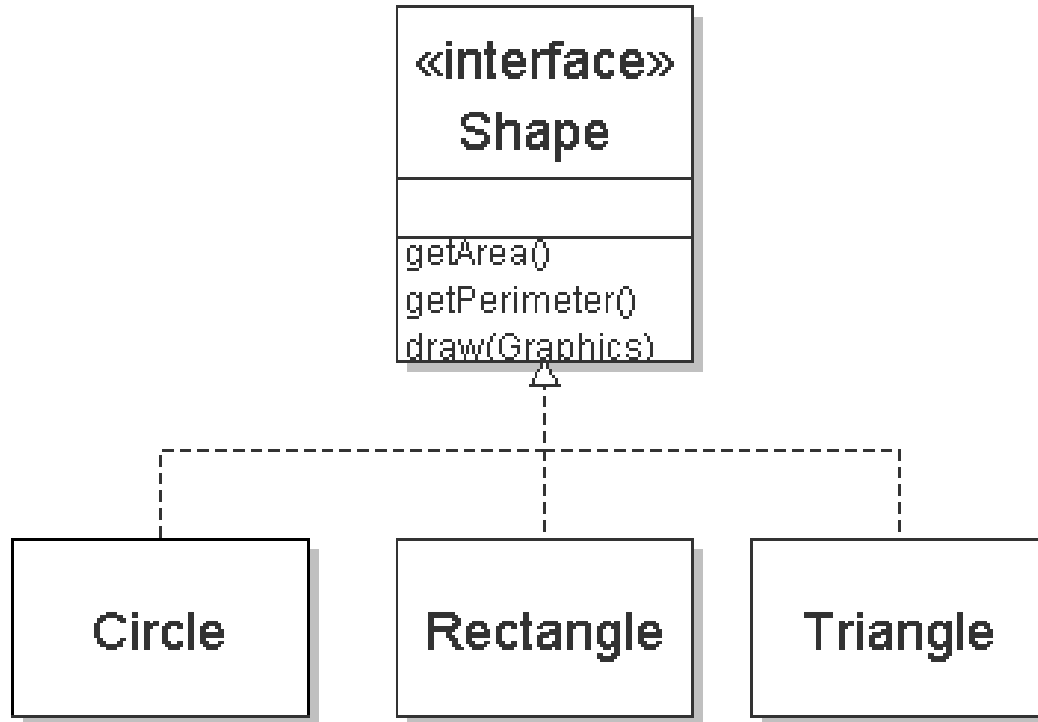 «interface»
Shape
getArea()
getPerimeter()
draw(Graphics)
Circle
Rectangle
Triangle